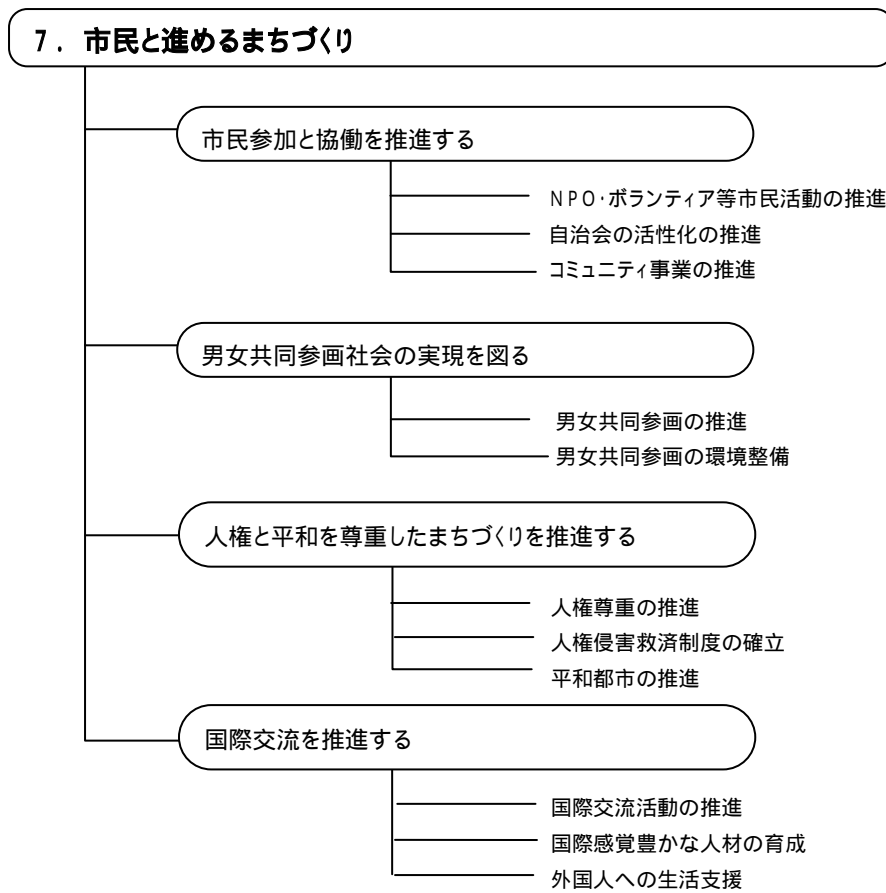 7. 市民と進めるまちづくり
市民参加と協働を推進する
NPO・ボランティア等市民活動の推進
自治会の活性化の推進
コミュニティ事業の推進
男女共同参画社会の実現を図る
男女共同参画の推進
男女共同参画の環境整備
人権と平和を尊重したまちづくりを推進する
人権尊重の推進
人権侵害救済制度の確立
平和都市の推進
国際交流を推進する
国際交流活動の推進
国際感覚豊かな人材の育成
外国人への生活支援